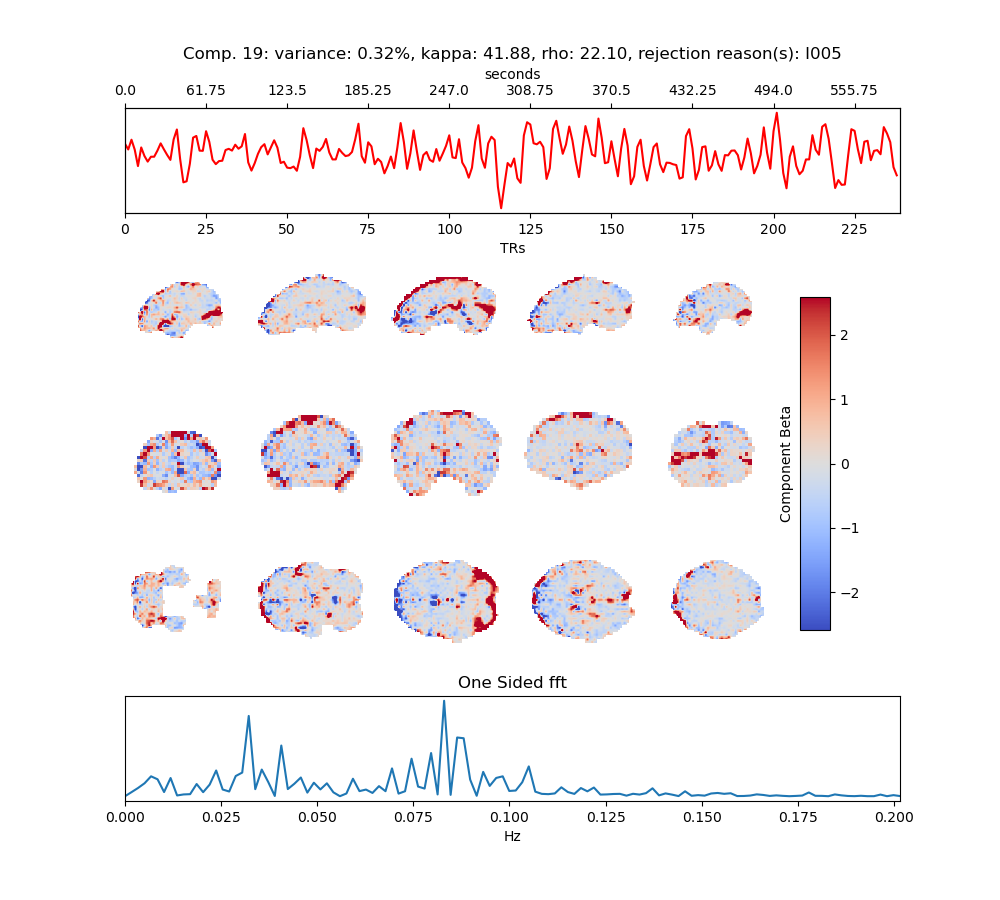 Comp. 19: variance: 0.32%, kappa: 41.88, rho: 22.10, rejection reason(s): I005
seconds
0.0 61.75 123.5 185.25 247.0 308.75 370.5 432.25 494.0 555.75
0 25 50 75 100 125 150 175 200 225
TRs
2
1
0
−1
−2
Component Beta
One Sided fft
0.000 0.025 0.050 0.075 0.100 0.125 0.150 0.175 0.200
Hz